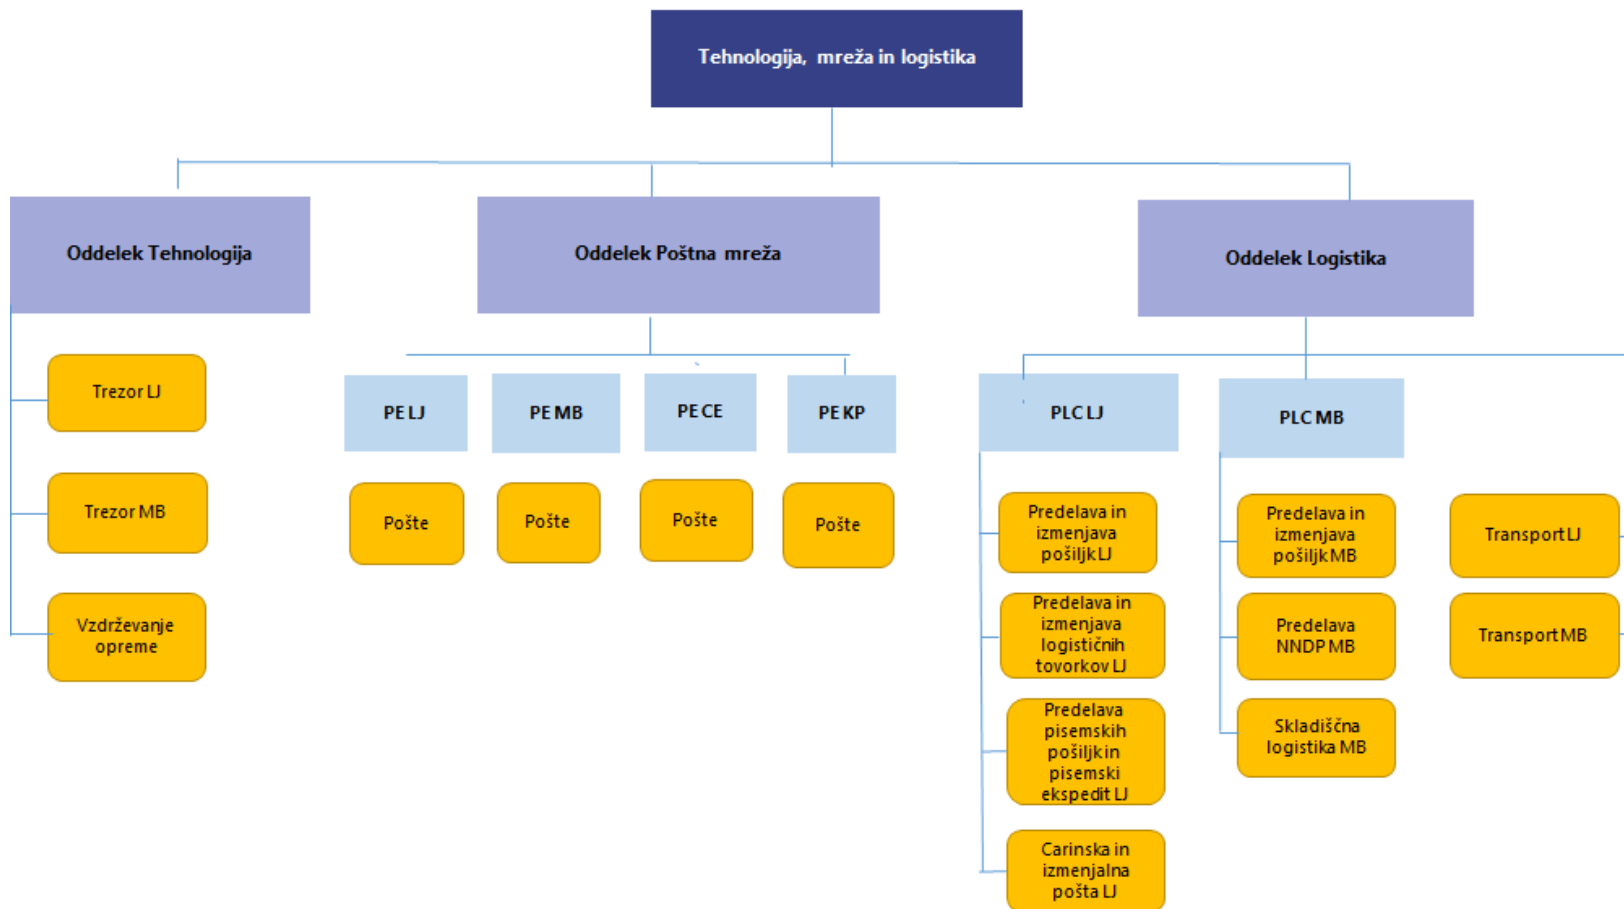 Tehnologija, mreža in logistika
Oddelek Tehnologija
Oddelek Poštna mreža
Oddelek Logistika
Trezor LJ
Trezor MB
Vzdrževanje
opreme
PE LJ
PE MB
PE CE
PE KP
Pošte
Pošte
Pošte
Pošte
PLC LJ
PLC MB
Predelava in
izmenjava
pošiljk LJ
Predelava in
izmenjava
logističnih
tovorkov LJ
Predelava
pisemskih
pošiljk in
pisemski
ekspedit LJ
Carinska in
izmenjalna
pošta LJ
Predelava in
izmenjava
pošiljk MB
Predelava
NNDP MB
Skladiščna
logistika MB
Transport LJ
Transport MB